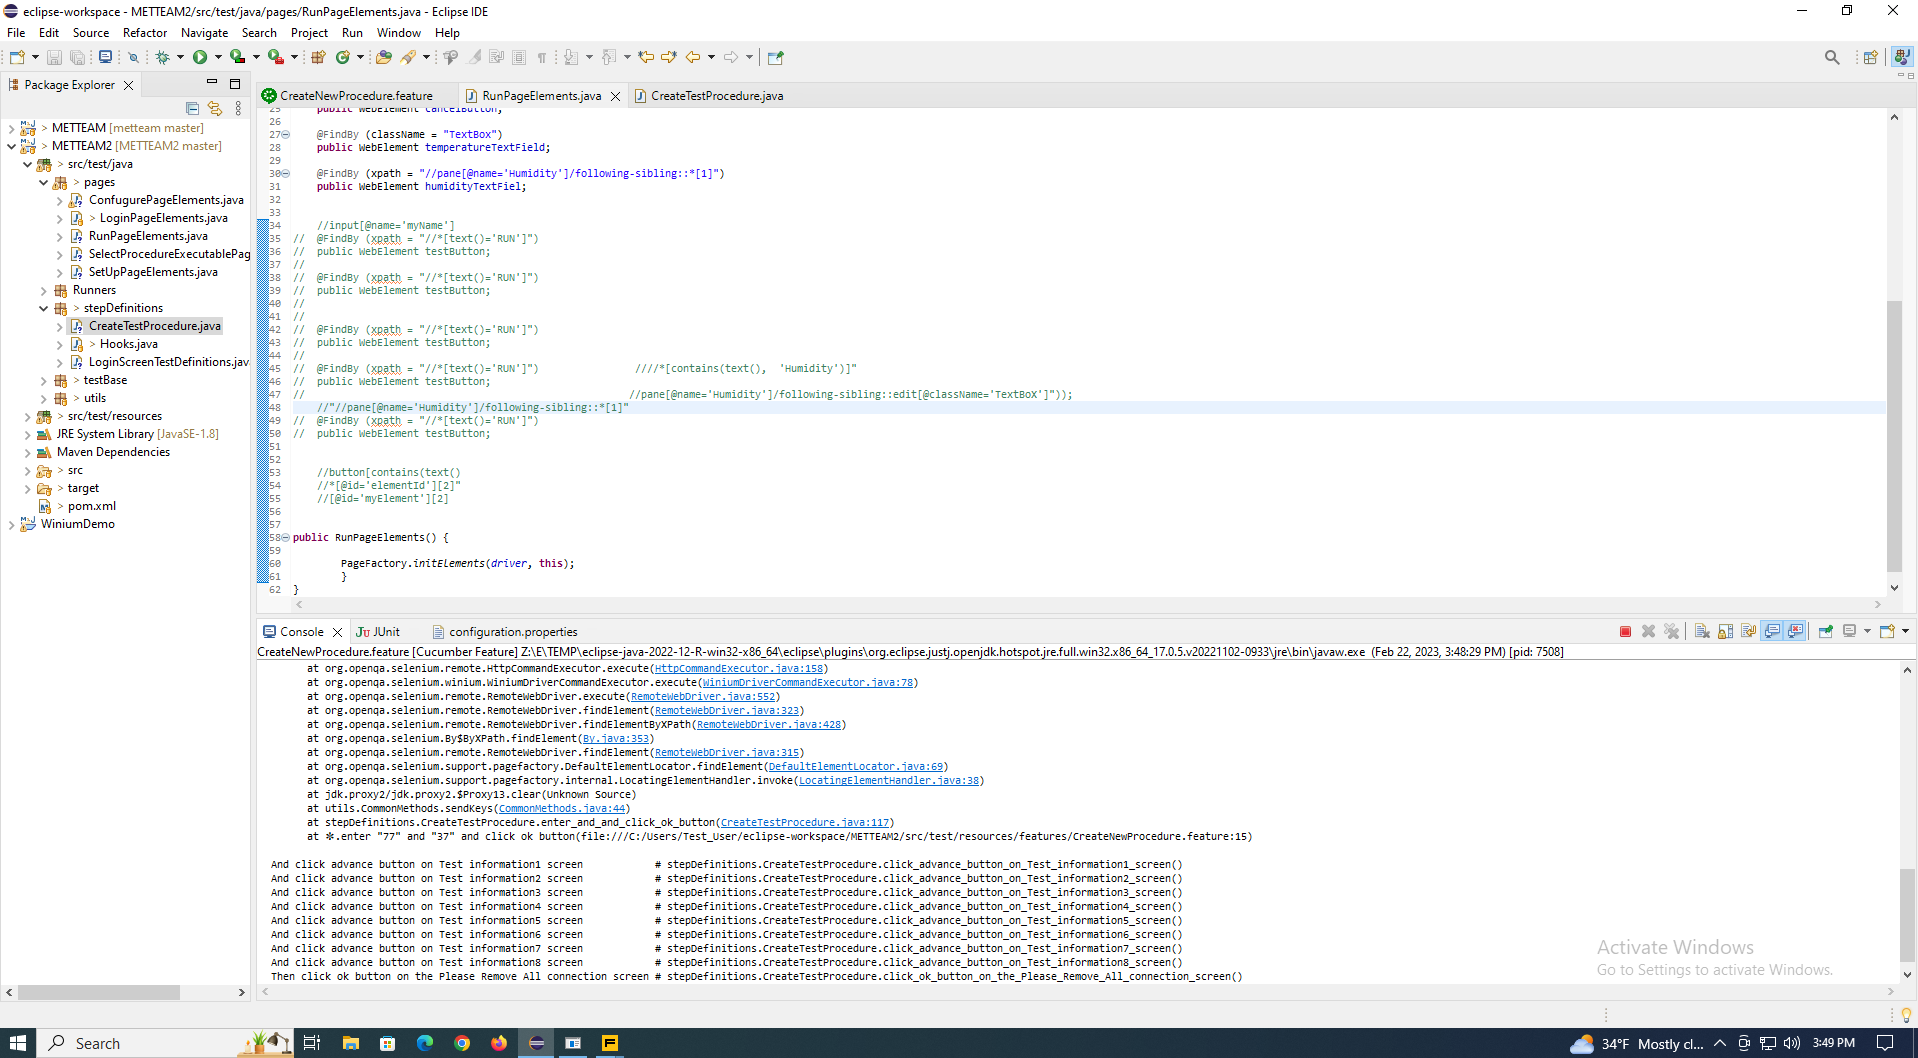 eclipse-workspace - METTEAM2/src/test/java/pages/RunPageElements.java - Eclipse IDE
File Edit Source Refactor Navigate Search Project Run Window Help
Package Explorer
METTEAM [metteam master]
> METTEAM2 [METTEAM2 master]
> src/test/java
> pages
ConfugurePageElements.java
> LoginPageElements.java
RunPageElements.java
SelectProcedureExecutablePag
SetUpPageElements.java
Runners
> stepDefinitions
CreateTestProcedure.java
> Hooks.java
LoginScreenTestDefinitions.jav
> testBase
> utils
> src/test/resources
JRE System Library [JavaSE-1.8]
Maven Dependencies
> src
> target
> pom.xml
WiniumDemo
CreateNewProcedure.feature RunPageElements.java CreateTestProcedure.java
25 public WebElement cancelButton;
26
27 @FindBy (className = "TextBox")
28 public WebElement temperatureTextField;
29
30 @FindBy (xpath = "//pane[@name='Humidity']/following-sibling::*[1]")
31 public WebElement humidityTextFiel;
32
33
34 //input[@name='myName']
35 // @FindBy (xpath = "//*[text()='RUN']")
36 // public WebElement testButton;
37 //
38 // @FindBy (xpath = "//*[text()='RUN']")
39 // public WebElement testButton;
40 //
41 //
42 // @FindBy (xpath = "//*[text()='RUN']")
43 // public WebElement testButton;
44 //
45 // @FindBy (xpath = "//*[text()='RUN']") ////*[contains(text(), 'Humidity')]"
46 // public WebElement testButton;
47 // //pane[@name='Humidity']/following-sibling::edit[@className='TextBoX']"));
48 //"//pane[@name='Humidity']/following-sibling::*[1]"
49 // @FindBy (xpath = "//*[text()='RUN']")
50 // public WebElement testButton;
51
52
53 //button[contains(text()
54 //*[@id='elementId'][2]"
55 //[@id='myElement'][2]
56
57
58 public RunPageElements() {
59
60 PageFactory.initElements(driver, this);
61 }
62 }
Console JUnit configuration.properties
CreateNewProcedure.feature [Cucumber Feature] Z:\E\TEMP\eclipse-java-2022-12-R-win32-x86_64\eclipse\plugins\org.eclipse.justj.openjdk.hotspot.jre.full.win32.x86_64_17.0.5.v20221102-0933\jre\bin\javaw.exe (Feb 22, 2023, 3:48:29 PM) [pid: 7508]
at org.openqa.selenium.remote.HttpCommandExecutor.execute(HttpCommandExecutor.java:158)
at org.openqa.selenium.winium.WiniumDriverCommandExecutor.execute(WiniumDriverCommandExecutor.java:78)
at org.openqa.selenium.remote.RemoteWebDriver.execute(RemoteWebDriver.java:552)
at org.openqa.selenium.remote.RemoteWebDriver.findElement(RemoteWebDriver.java:323)
at org.openqa.selenium.remote.RemoteWebDriver.findElementByXPath(RemoteWebDriver.java:428)
at org.openqa.selenium.By$ByXPath.findElement(By.java:353)
at org.openqa.selenium.remote.RemoteWebDriver.findElement(RemoteWebDriver.java:315)
at org.openqa.selenium.support.pagefactory.DefaultElementLocator.findElement(DefaultElementLocator.java:69)
at org.openqa.selenium.support.pagefactory.internal.LocatingElementHandler.invoke(LocatingElementHandler.java:38)
at jdk.proxy2/jdk.proxy2.$Proxy13.clear(Unknown Source)
at utils.CommonMethods.sendKeys(CommonMethods.java:44)
at stepDefinitions.CreateTestProcedure.enter_and_and_click_ok_button(CreateTestProcedure.java:117)
at ✽.enter "77" and "37" and click ok button(file:///C:/Users/Test_User/eclipse-workspace/METTEAM2/src/test/resources/features/CreateNewProcedure.feature:15)
And click advance button on Test information1 screen # stepDefinitions.CreateTestProcedure.click_advance_button_on_Test_information1_screen()
And click advance button on Test information2 screen # stepDefinitions.CreateTestProcedure.click_advance_button_on_Test_information2_screen()
And click advance button on Test information3 screen # stepDefinitions.CreateTestProcedure.click_advance_button_on_Test_information3_screen()
And click advance button on Test information4 screen # stepDefinitions.CreateTestProcedure.click_advance_button_on_Test_information4_screen()
And click advance button on Test information5 screen # stepDefinitions.CreateTestProcedure.click_advance_button_on_Test_information5_screen()
And click advance button on Test information6 screen # stepDefinitions.CreateTestProcedure.click_advance_button_on_Test_information6_screen()
And click advance button on Test information7 screen # stepDefinitions.CreateTestProcedure.click_advance_button_on_Test_information7_screen()
And click advance button on Test information8 screen # stepDefinitions.CreateTestProcedure.click_advance_button_on_Test_information8_screen()
Then click ok button on the Please Remove All connection screen # stepDefinitions.CreateTestProcedure.click_ok_button_on_the_Please_Remove_All_connection_screen()
Activate Windows
Go to Settings to activate Windows.
Search
34°F Mostly cl... 3:49 PM